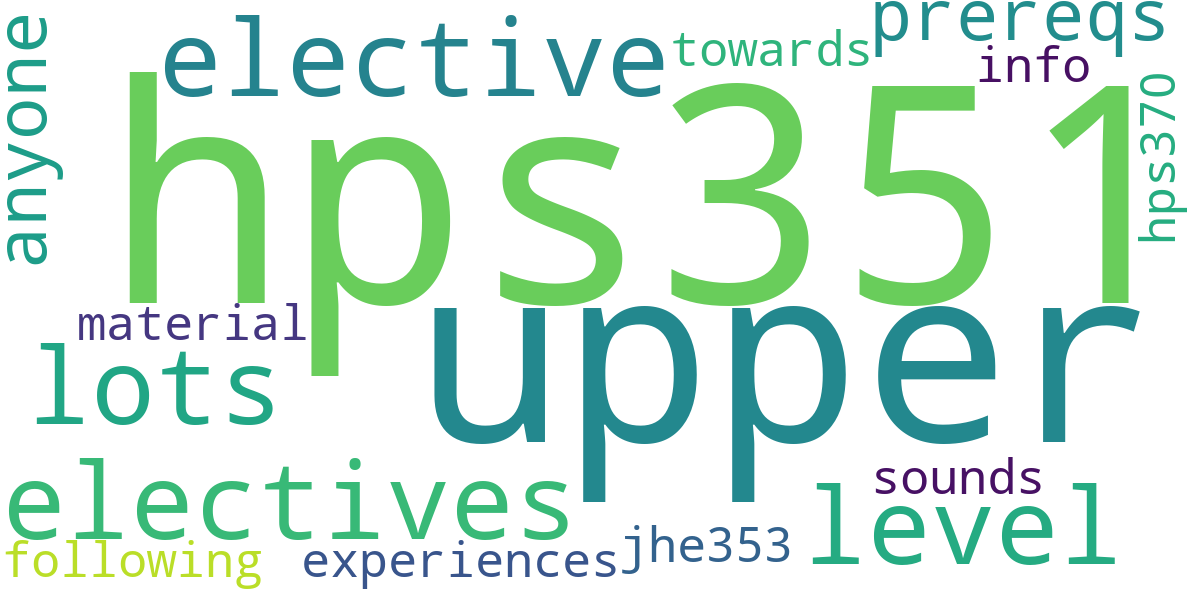 anyone
elective
towards
prereqs
info
hps351
hps370
material
upper
lots
electives
sounds
level
following
experiences
jhe353